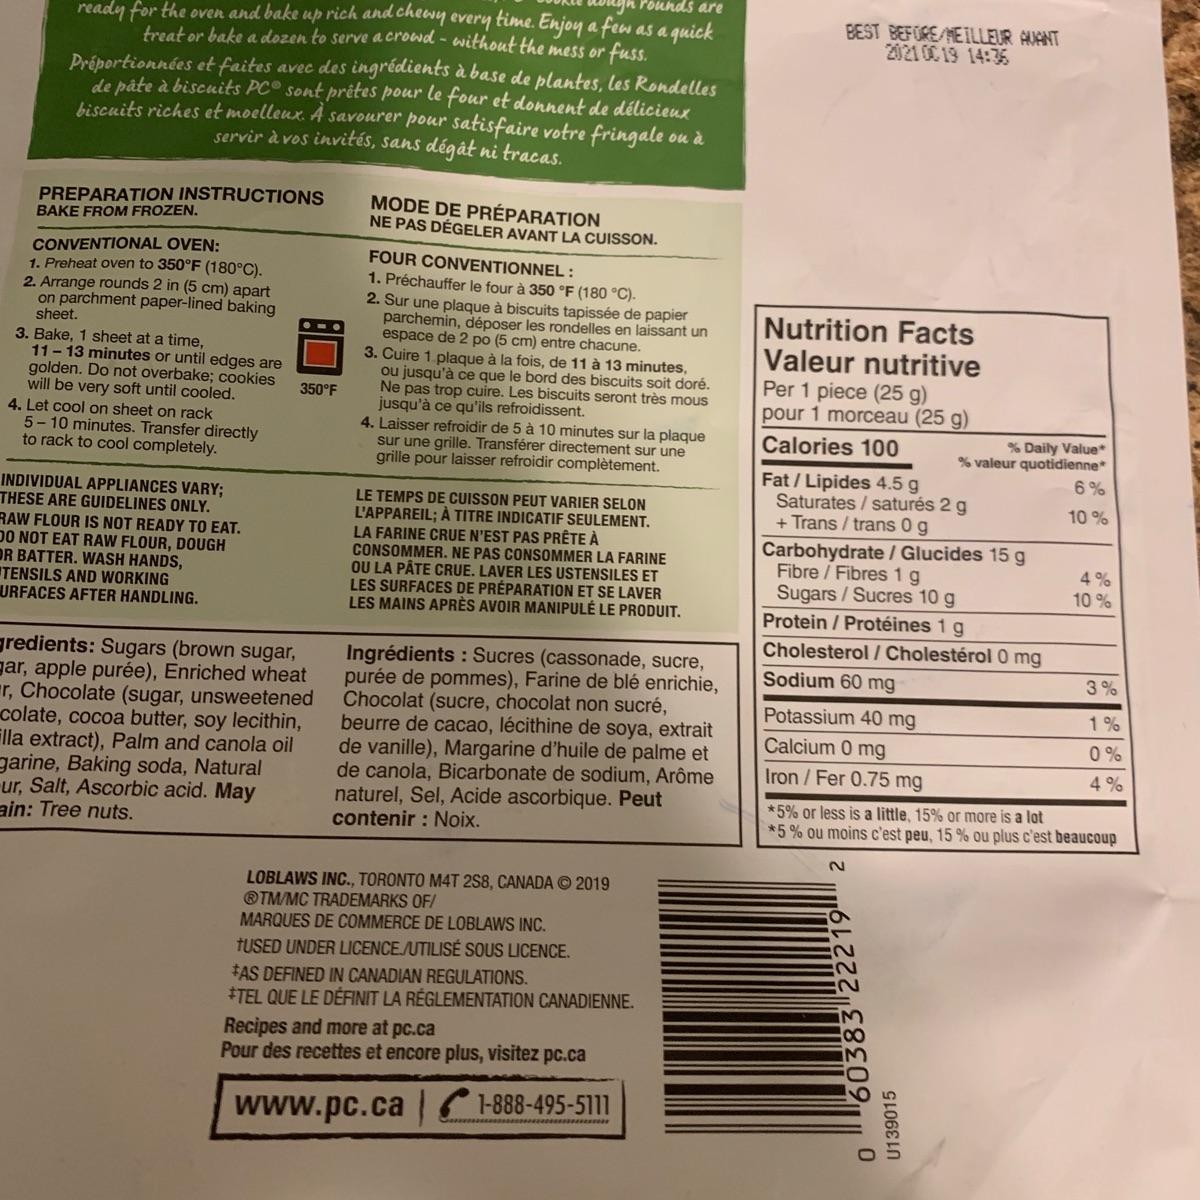 rounds are
ready for the oven and bake up rich and chewy every time. Enjoy a few as a quick
treat or bake a dozen to serve a crowd - without the mess or fuss.
Préportionnées et faites avec des ingrédients à base de plantes, les Rondelles
de pâte à biscuits PC® sont prêtes pour le four et donnent de délicieux
biscuits riches et moelleux. À savourer pour satisfaire votre fringale ou à
servir à vos invités, sans dégât ni tracas.
BEST BEFORE/MEILLEUR AVANT
2021 OC 19 14:36
PREPARATION INSTRUCTIONS
BAKE FROM FROZEN.
CONVENTIONAL OVEN:
1. Preheat oven to 350°F (180°C).
2. Arrange rounds 2 in (5 cm) apart
on parchment paper-lined baking
sheet.
3. Bake, 1 sheet at a time,
11 – 13 minutes or until edges are
golden. Do not overbake; cookies
will be very soft until cooled.
4. Let cool on sheet on rack
5 – 10 minutes. Transfer directly
to rack to cool completely.
350°F
INDIVIDUAL APPLIANCES VARY;
THESE ARE GUIDELINES ONLY.
RAW FLOUR IS NOT READY TO EAT.
DO NOT EAT RAW FLOUR, DOUGH
OR BATTER. WASH HANDS,
UTENSILS AND WORKING
SURFACES AFTER HANDLING.
MODE DE PRÉPARATION
NE PAS DÉGELER AVANT LA CUISSON.
FOUR CONVENTIONNEL :
1. Préchauffer le four à 350 °F (180 °C).
2. Sur une plaque à biscuits tapissée de papier
parchemin, déposer les rondelles en laissant un
espace de 2 po (5 cm) entre chacune.
3. Cuire 1 plaque à la fois, de 11 à 13 minutes,
ou jusqu'à ce que le bord des biscuits soit doré.
Ne pas trop cuire. Les biscuits seront très mous
jusqu'à ce qu'ils refroidissent.
4. Laisser refroidir de 5 à 10 minutes sur la plaque
sur une grille. Transférer directement sur une
grille pour laisser refroidir complètement.
LE TEMPS DE CUISSON PEUT VARIER SELON
L'APPAREIL; À TITRE INDICATIF SEULEMENT.
LA FARINE CRUE N'EST PAS PRÊTE À
CONSOMMER. NE PAS CONSOMMER LA FARINE
OU LA PÂTE CRUE. LAVER LES USTENSILES ET
LES SURFACES DE PRÉPARATION ET SE LAVER
LES MAINS APRÈS AVOIR MANIPULÉ LE PRODUIT.
gredients: Sugars (brown sugar,
gar, apple purée), Enriched wheat
r, Chocolate (sugar, unsweetened
colate, cocoa butter, soy lecithin,
illa extract), Palm and canola oil
garine, Baking soda, Natural
ur, Salt, Ascorbic acid. May
ain: Tree nuts.
Ingrédients : Sucres (cassonade, sucre,
purée de pommes), Farine de blé enrichie,
Chocolat (sucre, chocolat non sucré,
beurre de cacao, lécithine de soya, extrait
de vanille), Margarine d'huile de palme et
de canola, Bicarbonate de sodium, Arôme
naturel, Sel, Acide ascorbique. Peut
contenir : Noix.
Nutrition Facts
Valeur nutritive
Per 1 piece (25 g)
pour 1 morceau (25 g)
Calories 100
% Daily Value*
% valeur quotidienne*
Fat / Lipides 4.5 g 6 %
Saturates / saturés 2 g
+ Trans / trans 0 g 10 %
Carbohydrate / Glucides 15 g
Fibre / Fibres 1 g 4 %
Sugars / Sucres 10 g 10 %
Protein / Protéines 1 g
Cholesterol / Cholestérol 0 mg
Sodium 60 mg 3 %
Potassium 40 mg 1 %
Calcium 0 mg 0 %
Iron / Fer 0.75 mg 4 %
*5% or less is a little, 15% or more is a lot
*5 % ou moins c'est peu, 15 % ou plus c'est beaucoup
LOBLAWS INC., TORONTO M4T 2S8, CANADA © 2019
®TM/MC TRADEMARKS OF/
MARQUES DE COMMERCE DE LOBLAWS INC.
†USED UNDER LICENCE./UTILISÉ SOUS LICENCE.
‡AS DEFINED IN CANADIAN REGULATIONS.
‡TEL QUE LE DÉFINIT LA RÉGLEMENTATION CANADIENNE.
Recipes and more at pc.ca
Pour des recettes et encore plus, visitez pc.ca
www.pc.ca | 1-888-495-5111
0 60383 22219 2
U139015